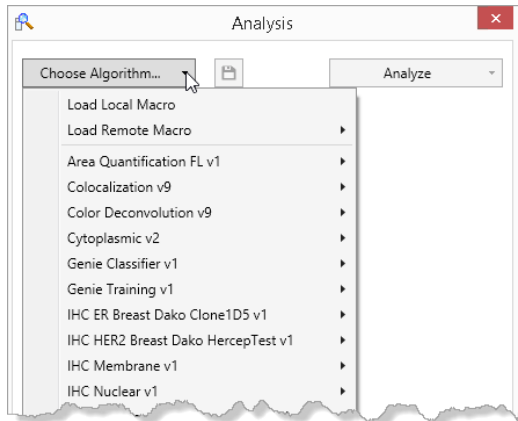 Analysis
Choose Algorithm...
Analyze
Load Local Macro
Load Remote Macro
Area Quantification FL v1
Colocalization v9
Color Deconvolution v9
Cytoplasmic v2
Genie Classifier v1
Genie Training v1
IHC ER Breast Dako Clone1D5 v1
IHC HER2 Breast Dako HercepTest v1
IHC Membrane v1
IHC Nuclear v1